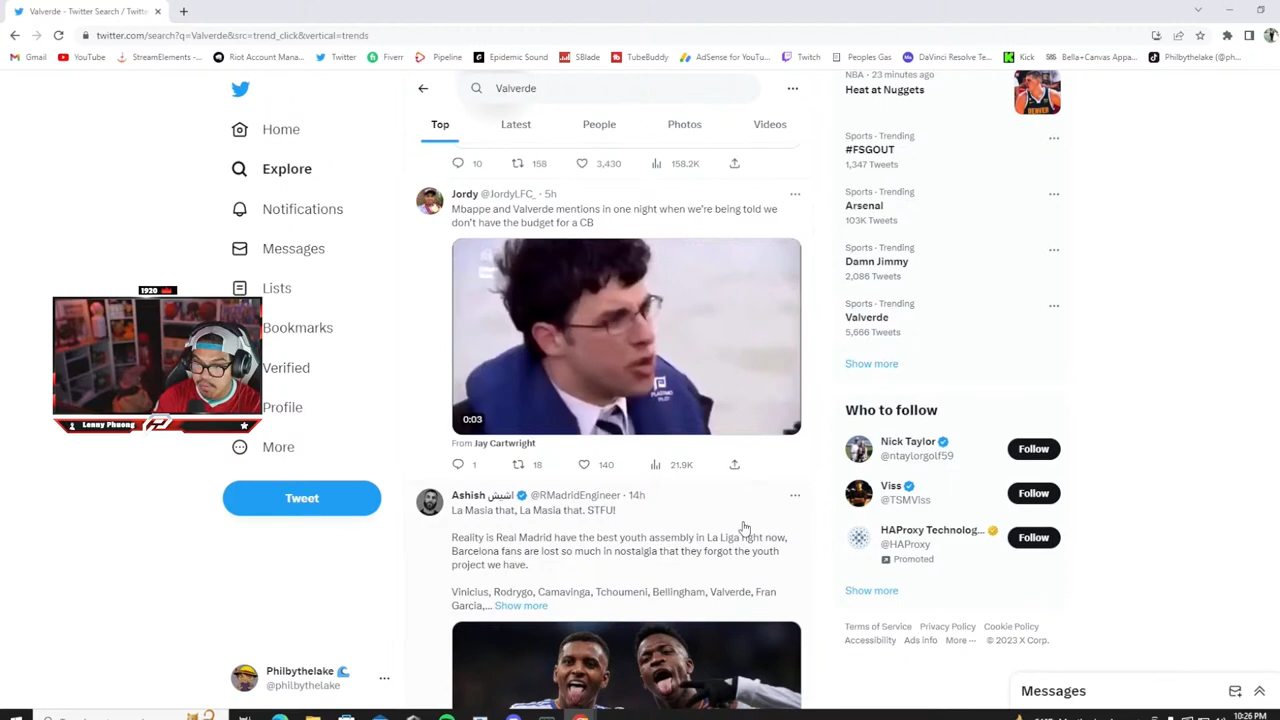 Valverde - Twitter Search / Twitte
twitter.com/search?q=Valverde&src=trend_click&vertical=trends
Gmail
YouTube
StreamElements -...
Riot Account Mana...
Twitter
Fiverr
Pipeline
Epidemic Sound
SBlade
TubeBuddy
AdSense for YouTu...
Twitch
Peoples Gas
DaVinci Resolve Te...
Kick
Bella+Canvas Appa...
Philbythelake (@ph...
Home
Explore
Notifications
Messages
Lists
Bookmarks
Verified
Profile
More
Tweet
1920
Lenny Phuong
Philbythelake
@philbythelake
Valverde
Top
Latest
People
Photos
Videos
10
158
3,430
158.2K
Jordy @JordyLFC_ · 5h
Mbappe and Valverde mentions in one night when we're being told we
don't have the budget for a CB
0:03
From Jay Cartwright
1
18
140
21.9K
Ashish اشیش @RMadridEngineer · 14h
La Masia that, La Masia that. STFU!
Reality is Real Madrid have the best youth assembly in La Liga right now,
Barcelona fans are lost so much in nostalgia that they forgot the youth
project we have.
Vinicius, Rodrygo, Camavinga, Tchoumeni, Bellingham, Valverde, Fran
Garcia,... Show more
NBA · 23 minutes ago
Heat at Nuggets
Sports · Trending
#FSGOUT
1,347 Tweets
Sports · Trending
Arsenal
103K Tweets
Sports · Trending
Damn Jimmy
2,086 Tweets
Sports · Trending
Valverde
5,666 Tweets
Show more
Who to follow
Nick Taylor
@ntaylorgolf59
Follow
Viss
@TSMViss
Follow
HAProxy Technolog...
@HAProxy
Promoted
Follow
Show more
Terms of Service Privacy Policy Cookie Policy
Accessibility Ads info More ··· © 2023 X Corp.
Messages
10:26 PM